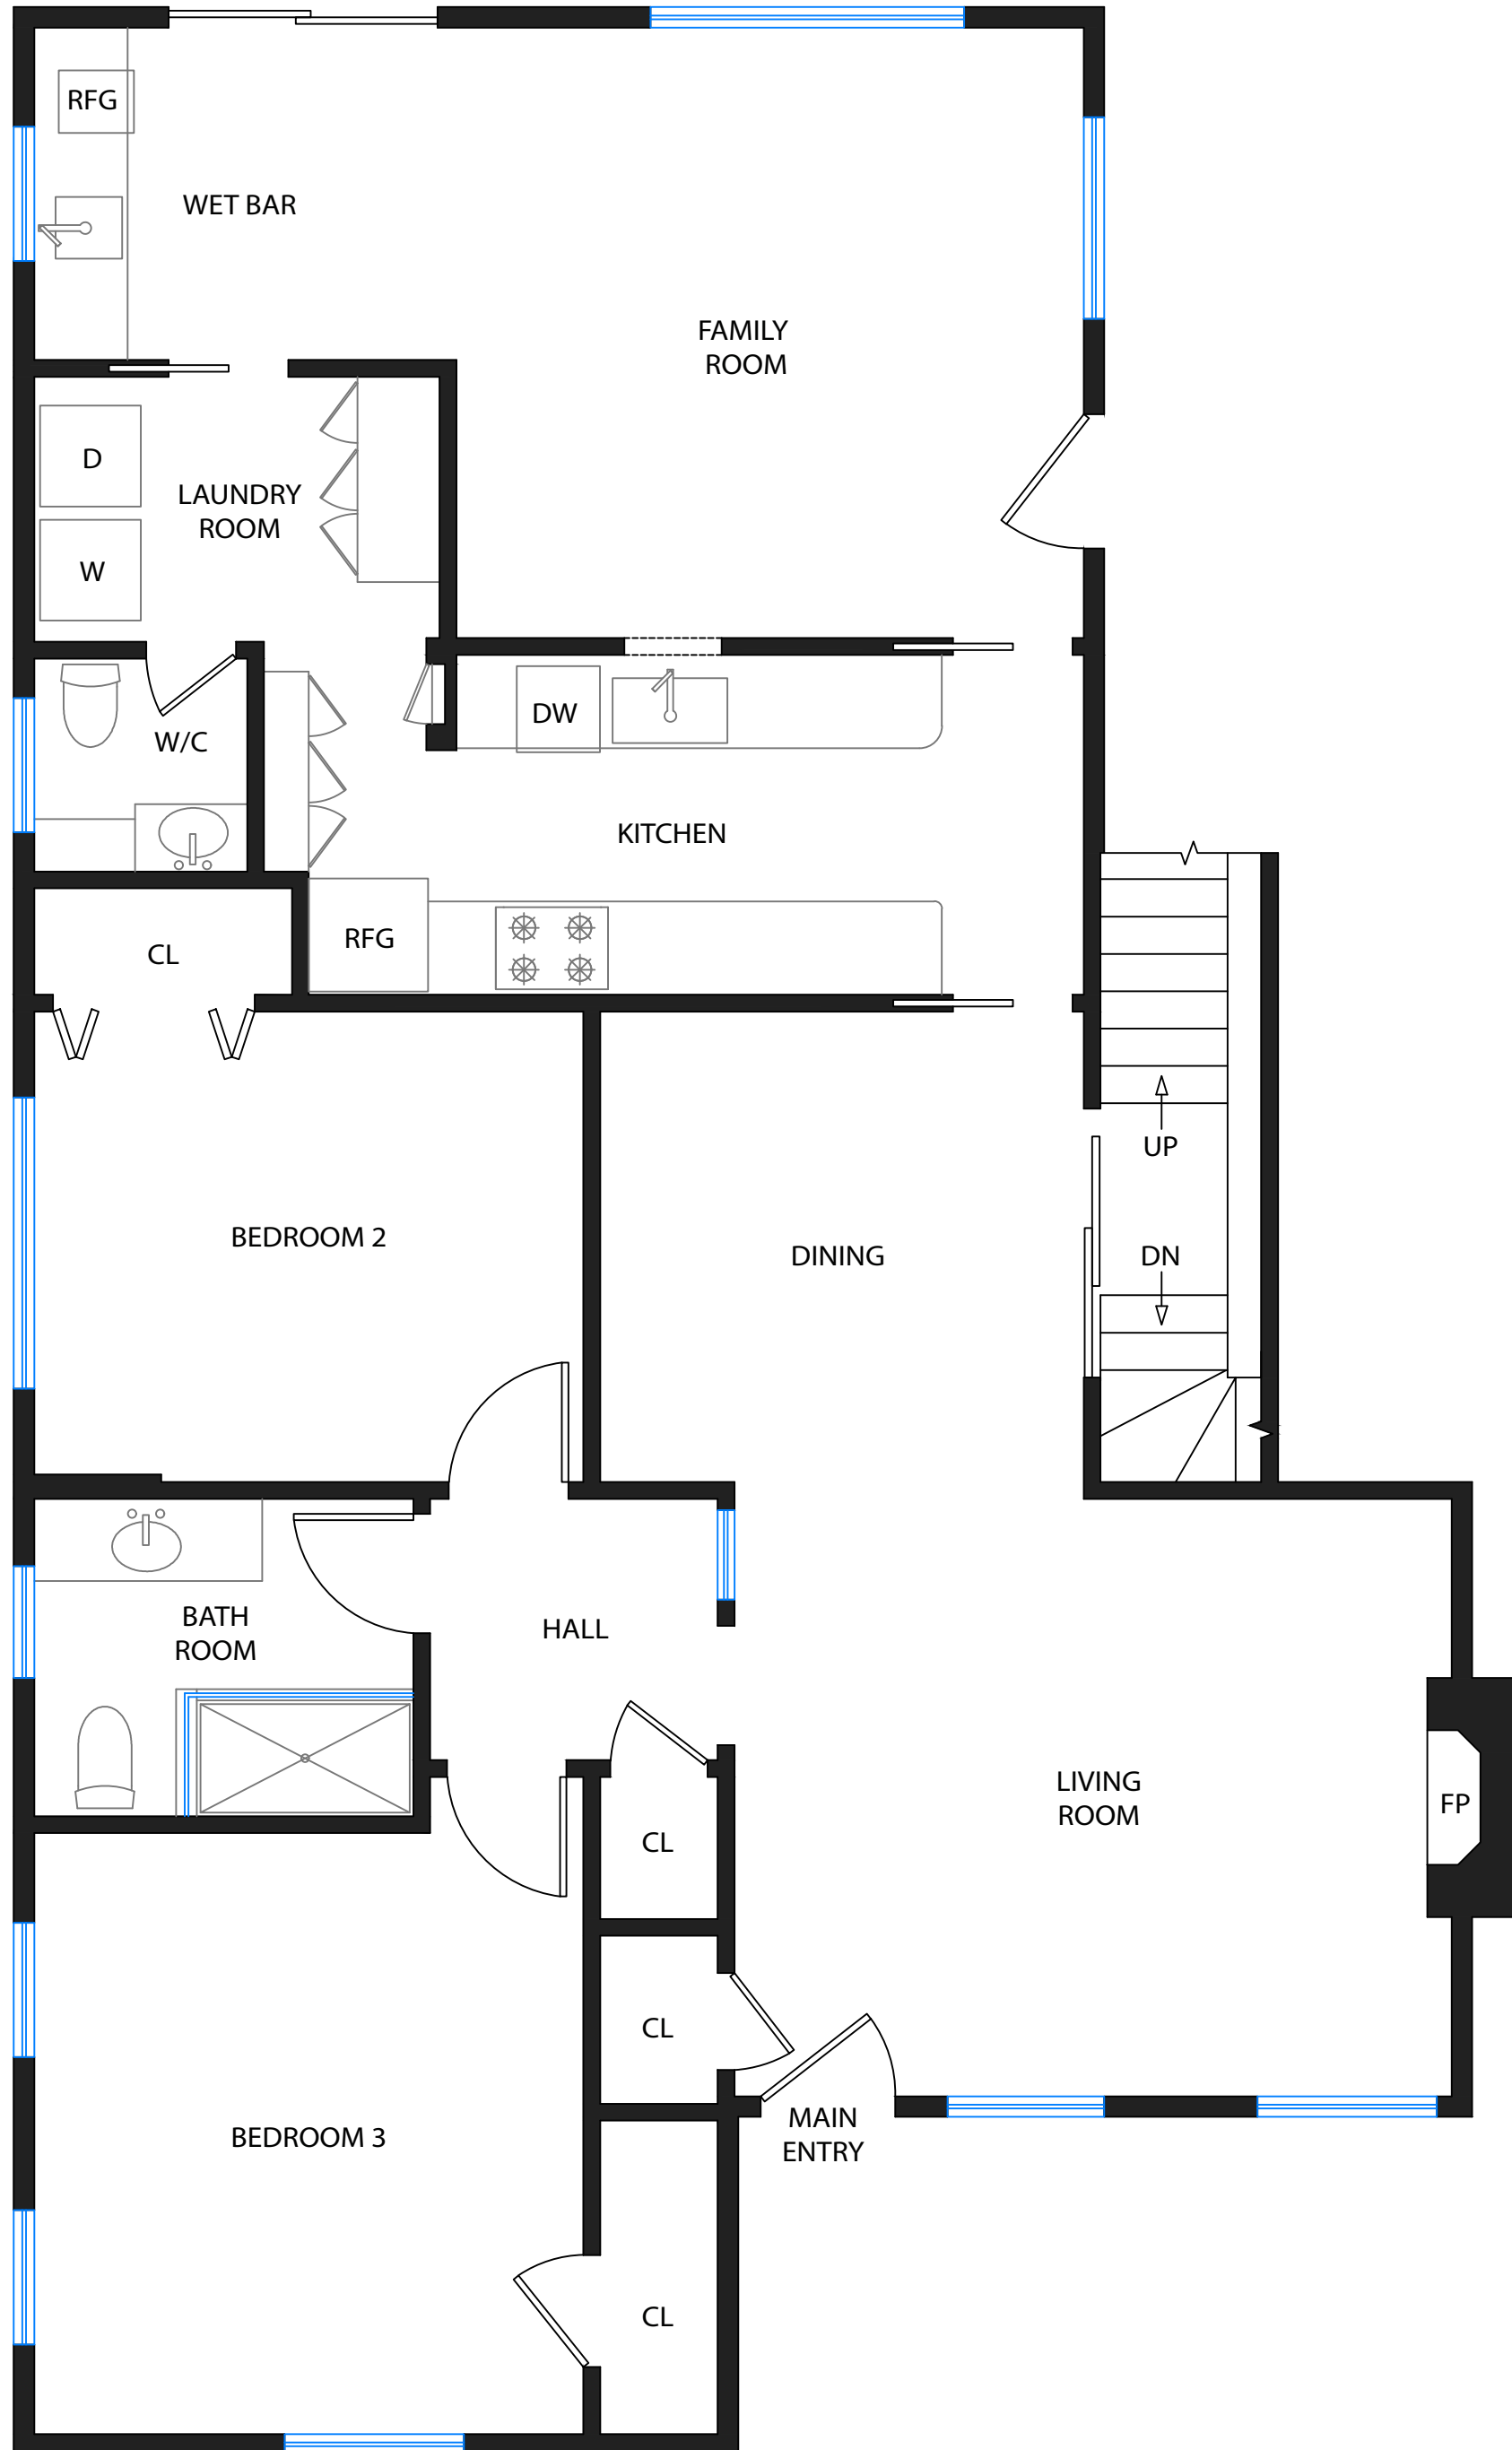 RFG
WET BAR
FAMILY
ROOM
D
LAUNDRY
ROOM
W
W/C
DW
KITCHEN
RFG
CL
UP
BEDROOM 2
DINING
DN
BATH
ROOM
HALL
LIVING
ROOM
FP
CL
CL
MAIN
ENTRY
BEDROOM 3
CL